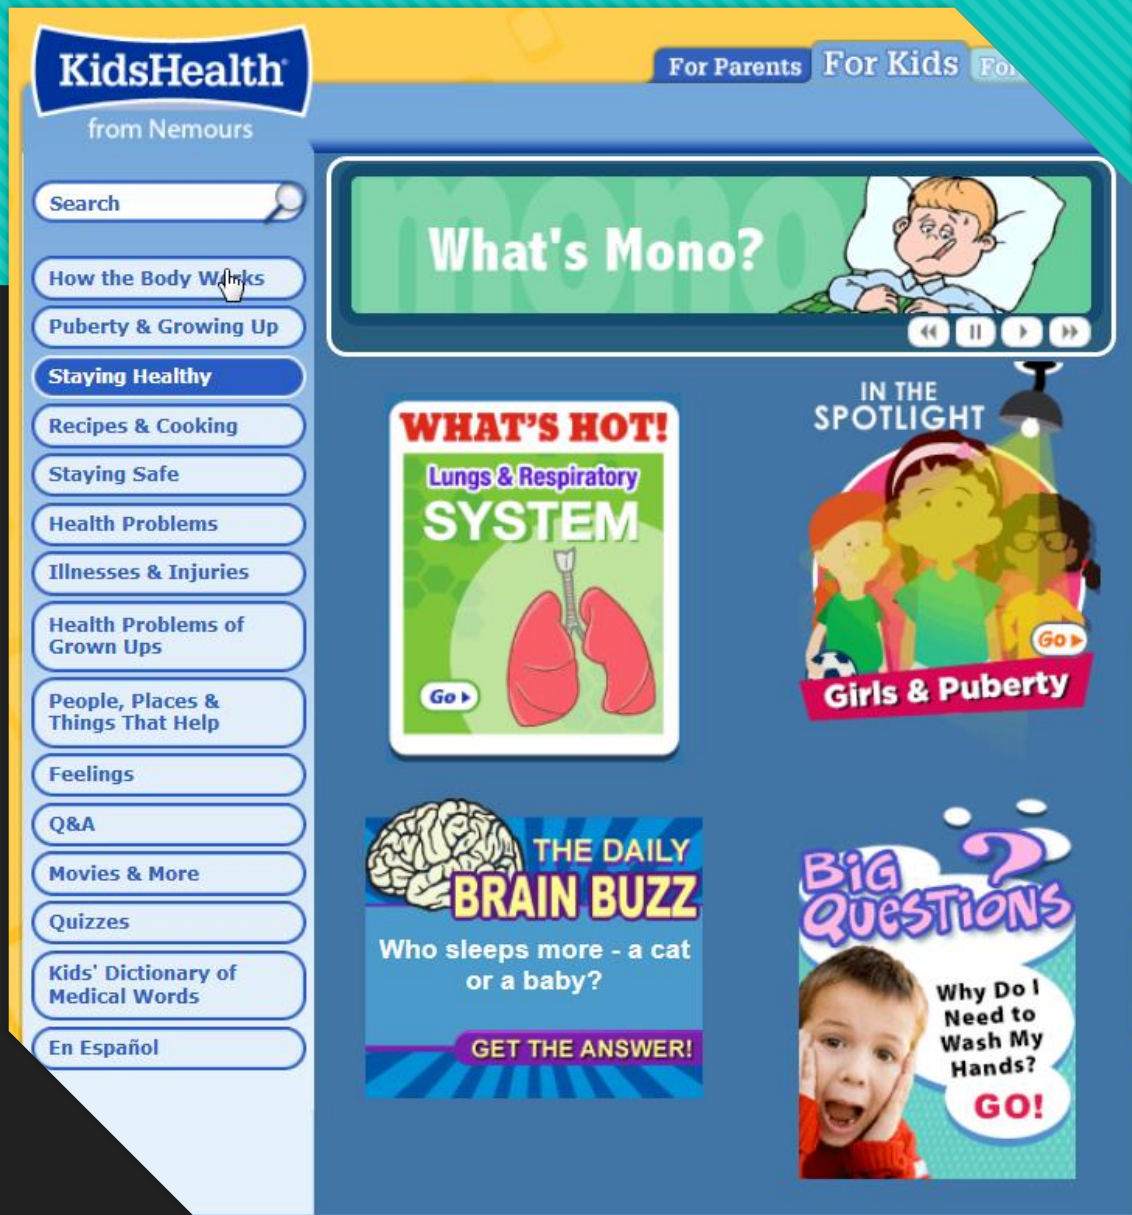 KidsHealth
from Nemours
For Parents
For Kids
For
Search
How the Body Works
Puberty & Growing Up
Staying Healthy
Recipes & Cooking
Staying Safe
Health Problems
Illnesses & Injuries
Health Problems of
Grown Ups
People, Places &
Things That Help
Feelings
Q&A
Movies & More
Quizzes
Kids' Dictionary of
Medical Words
En Español
mono
What's Mono?
WHAT'S HOT!
Lungs & Respiratory
SYSTEM
Go
IN THE
SPOTLIGHT
Go
Girls & Puberty
THE DAILY
BRAIN BUZZ
Who sleeps more - a cat
or a baby?
GET THE ANSWER!
BiG
QUESTiONS
?
Why Do I
Need to
Wash My
Hands?
GO!